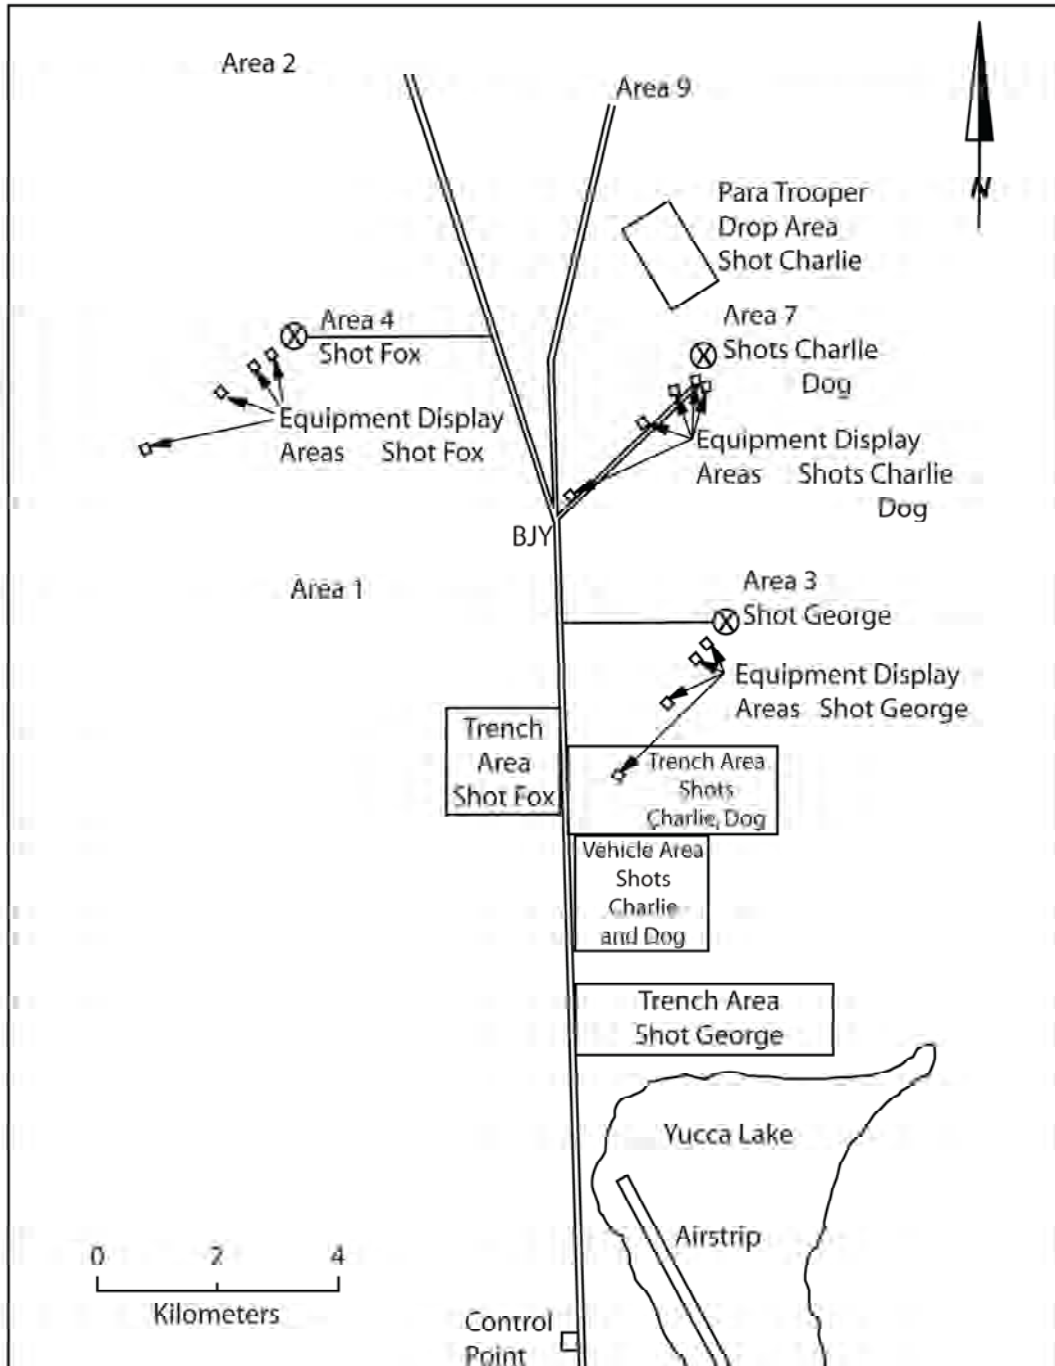 Area 2
Area 9
N
Para Trooper
Drop Area
Shot Charlie
Area 4
Shot Fox
Area 7
Shots Charlie
Dog
Equipment Display
Areas Shot Fox
Equipment Display
Areas Shots Charlie
Dog
BJY
Area 1
Area 3
Shot George
Equipment Display
Areas Shot George
Trench
Area
Shot Fox
Trench Area
Shots
Charlie, Dog
Vehicle Area
Shots
Charlie
and Dog
Trench Area
Shot George
Yucca Lake
Airstrip
0 2 4
Kilometers
Control
Point